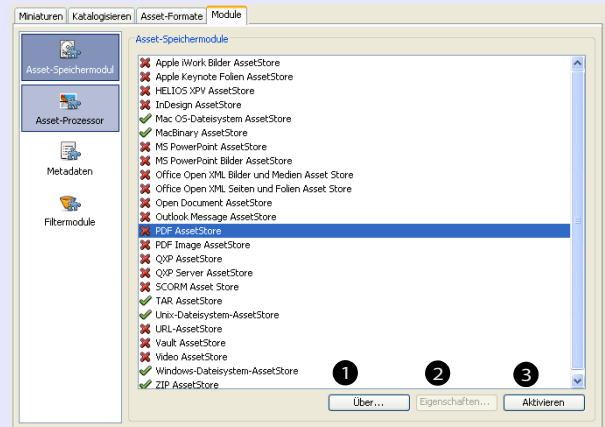 Miniaturen Katalogisieren Asset-Formate Module
Asset-Speichermodul
Asset-Prozessor
Metadaten
Filtermodule
Asset-Speichermodule
Apple iWork Bilder AssetStore
Apple Keynote Folien AssetStore
HELIOS XPV AssetStore
InDesign AssetStore
Mac OS-Dateisystem AssetStore
MacBinary AssetStore
MS PowerPoint AssetStore
MS PowerPoint Bilder AssetStore
Office Open XML Bilder und Medien Asset Store
Office Open XML Seiten und Folien Asset Store
Open Document AssetStore
Outlook Message AssetStore
PDF AssetStore
PDF Image AssetStore
QXP AssetStore
QXP Server AssetStore
SCORM Asset Store
TAR AssetStore
Unix-Dateisystem-AssetStore
URL-AssetStore
Vault AssetStore
Video AssetStore
Windows-Dateisystem-AssetStore
ZIP AssetStore
1 2 3
Über... Eigenschaften... Aktivieren